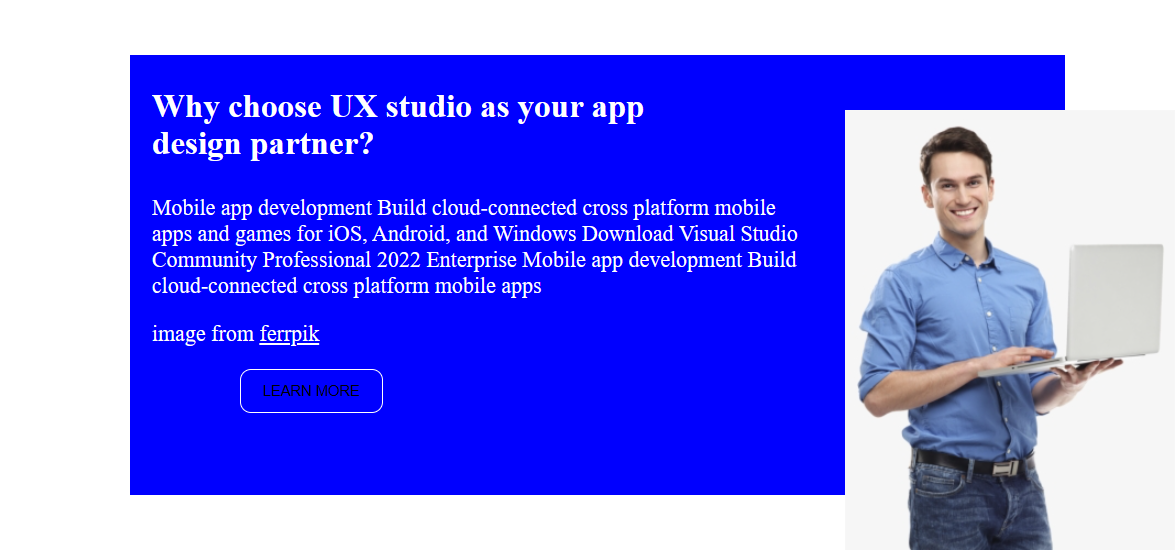 Why choose UX studio as your app
design partner?
Mobile app development Build cloud-connected cross platform mobile
apps and games for iOS, Android, and Windows Download Visual Studio
Community Professional 2022 Enterprise Mobile app development Build
cloud-connected cross platform mobile apps
image from ferrpik
LEARN MORE